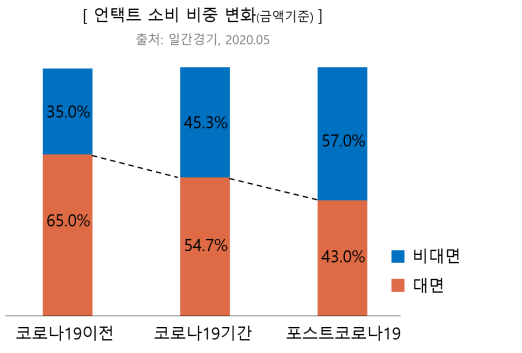 [ 언택트 소비 비중 변화(금액기준) ]
출처: 일간경기, 2020.05
35.0% 45.3% 57.0%
65.0% 54.7% 43.0%
비대면
대면
코로나19이전 코로나19기간 포스트코로나19